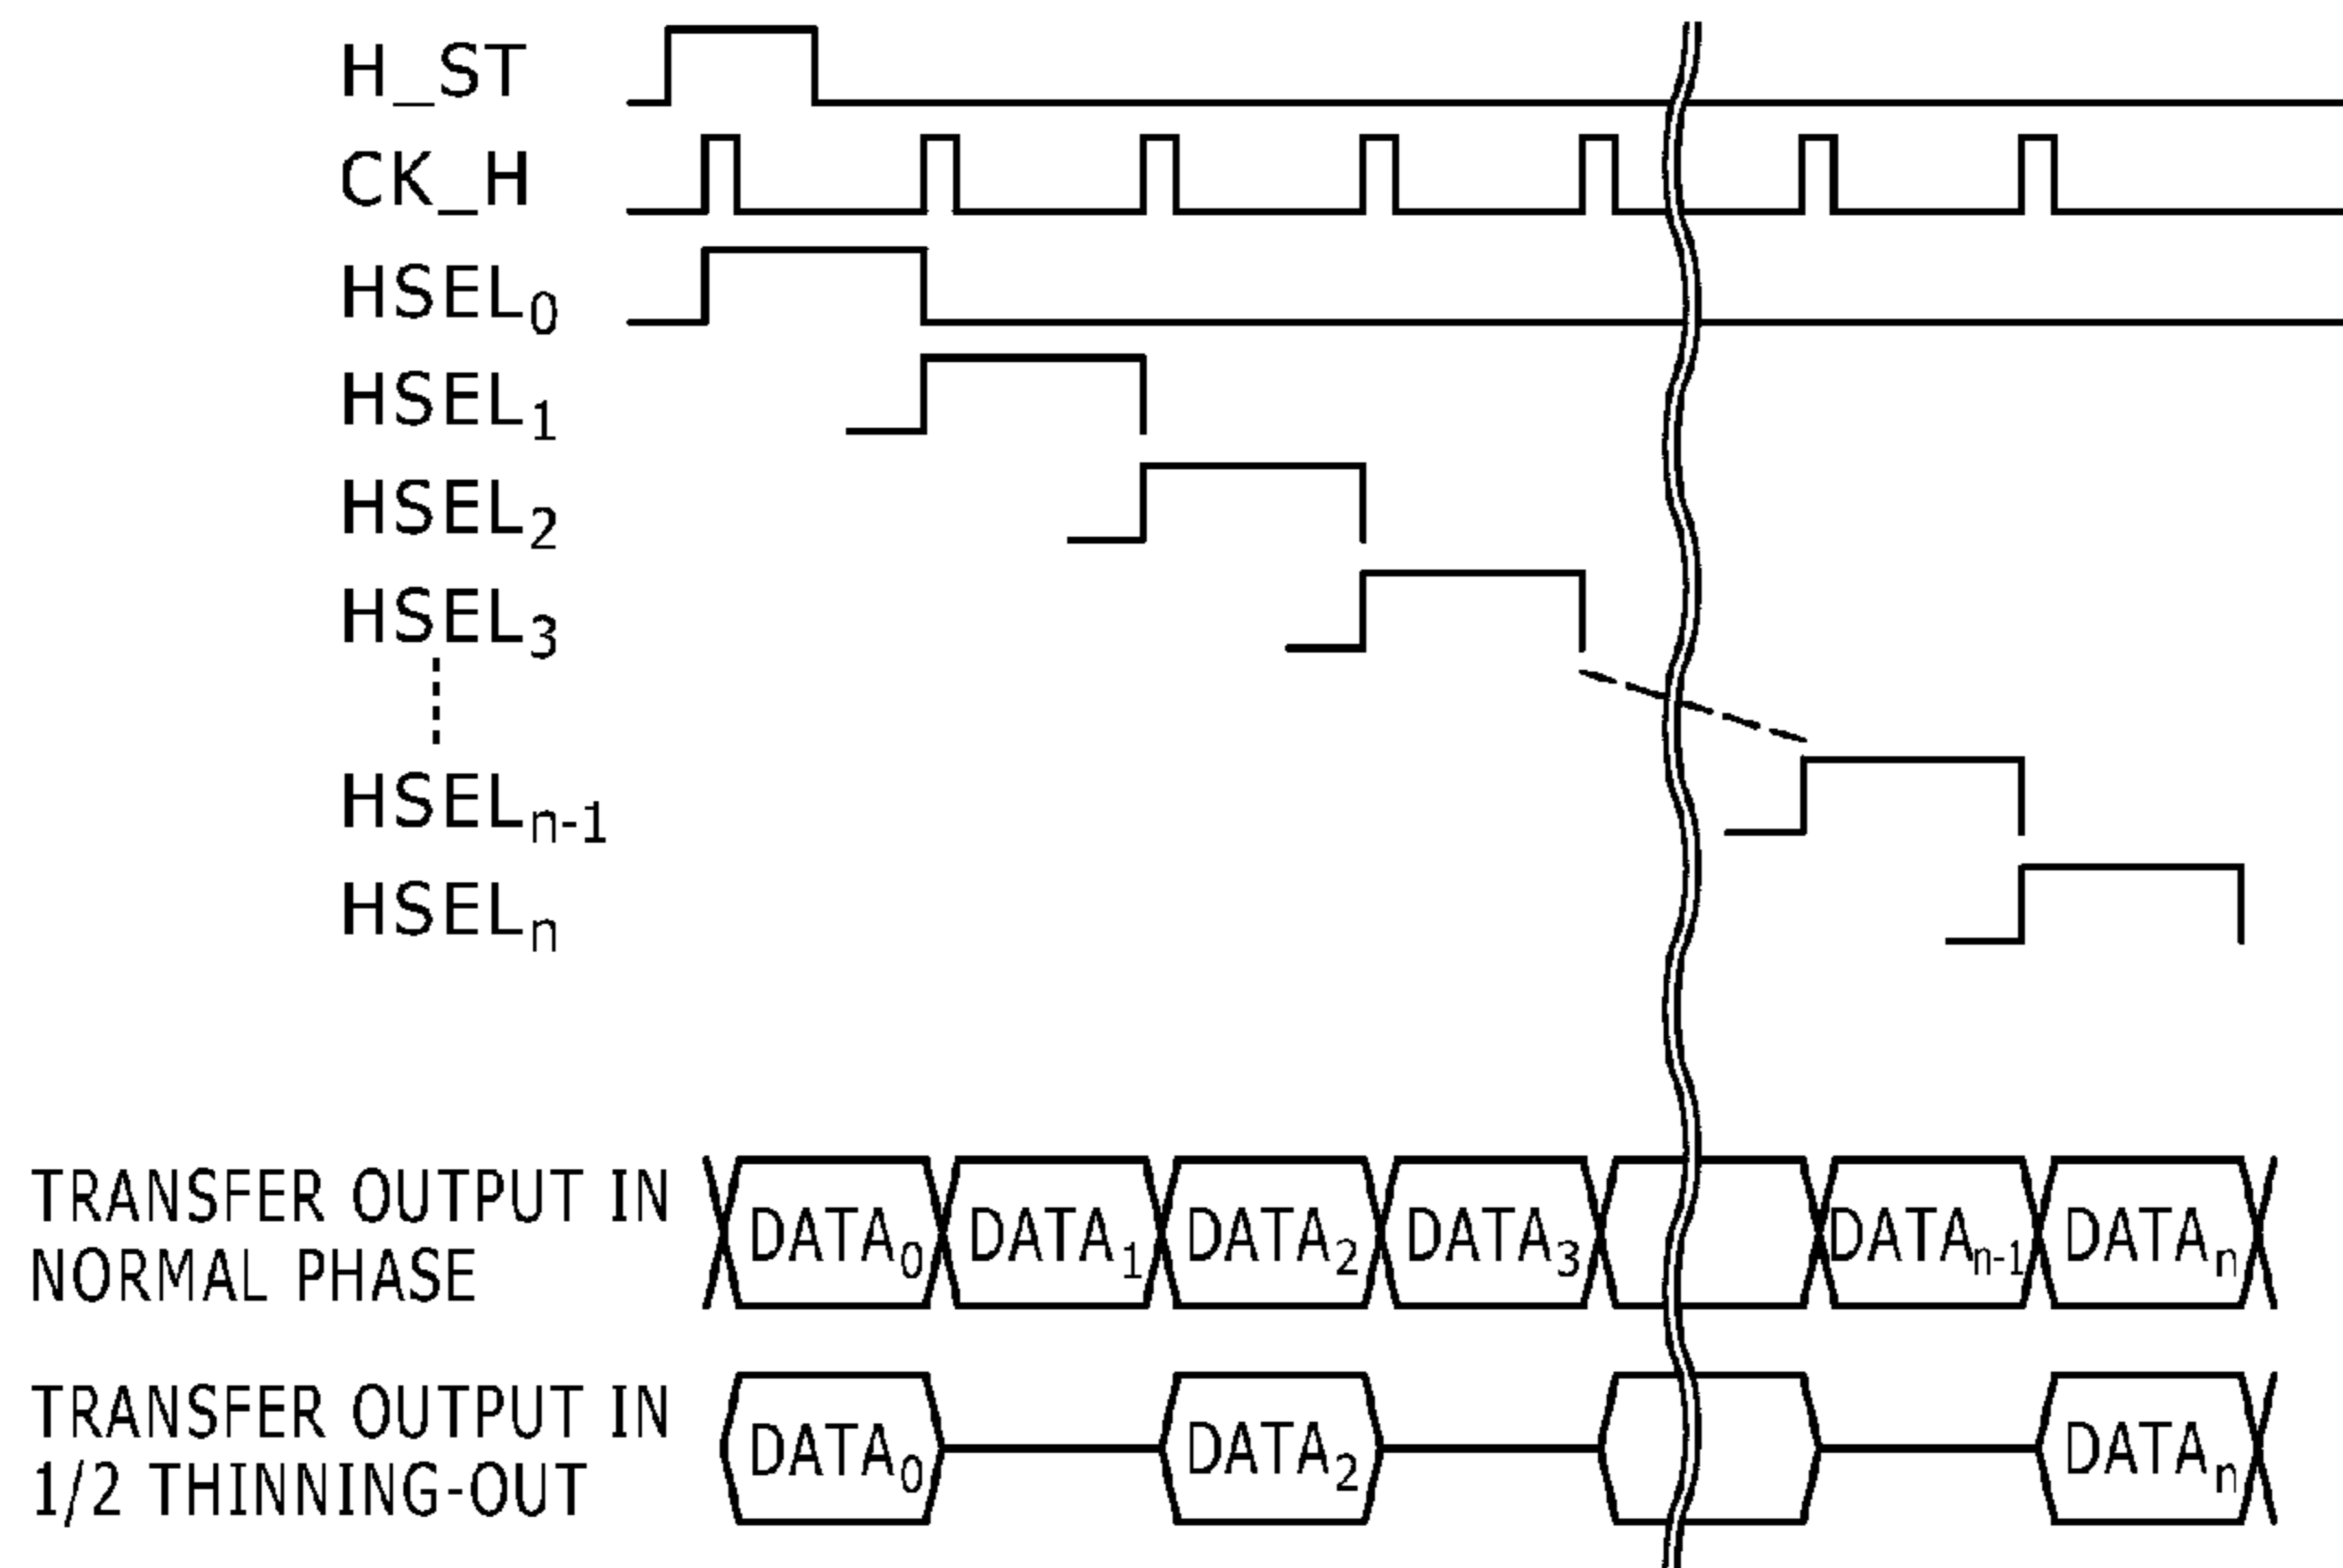 H_ST
CK_H
HSEL0
HSEL1
HSEL2
HSEL3
HSELn-1
HSELn
TRANSFER OUTPUT IN
NORMAL PHASE
DATA0 DATA1 DATA2 DATA3 DATAn-1 DATAn
TRANSFER OUTPUT IN
1/2 THINNING-OUT
DATA0 DATA2 DATAn